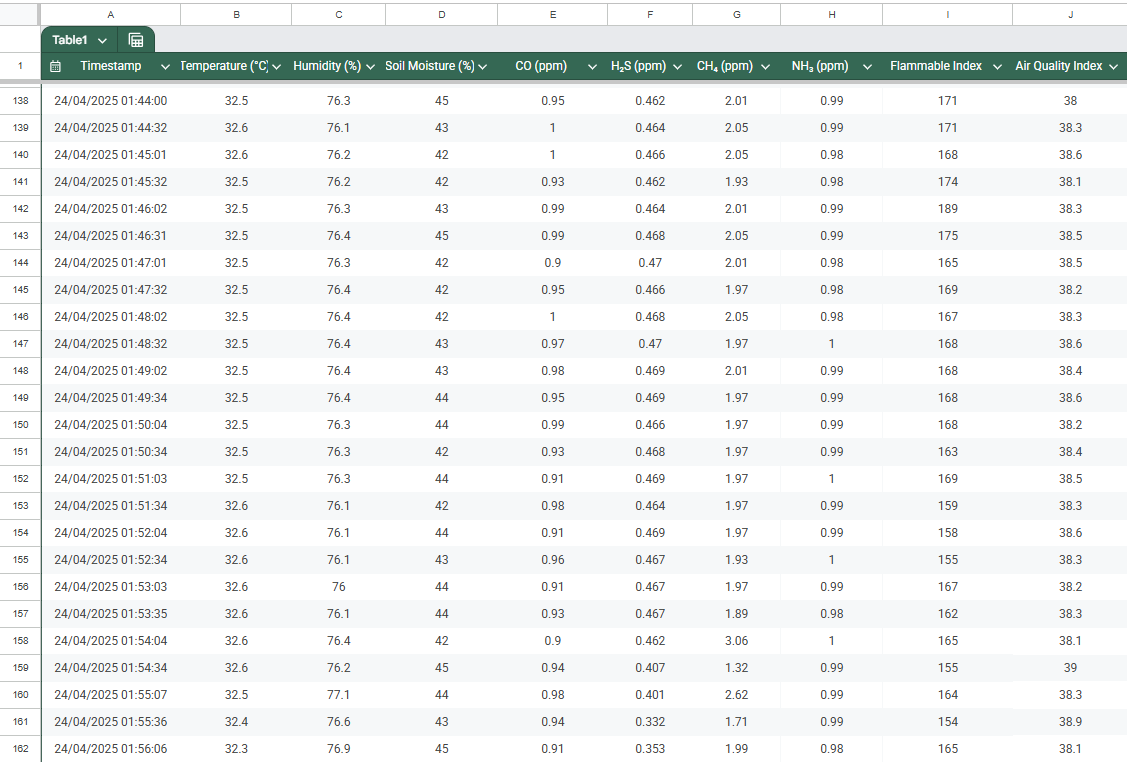 A B C D E F G H I J
Table1
1 Timestamp Temperature (°C) Humidity (%) Soil Moisture (%) CO (ppm) H₂S (ppm) CH₄ (ppm) NH₃ (ppm) Flammable Index Air Quality Index
138 24/04/2025 01:44:00 32.5 76.3 45 0.95 0.462 2.01 0.99 171 38
139 24/04/2025 01:44:32 32.6 76.1 43 1 0.464 2.05 0.99 171 38.3
140 24/04/2025 01:45:01 32.6 76.2 42 1 0.466 2.05 0.98 168 38.6
141 24/04/2025 01:45:32 32.5 76.2 42 0.93 0.462 1.93 0.98 174 38.1
142 24/04/2025 01:46:02 32.5 76.3 43 0.99 0.464 2.01 0.99 189 38.3
143 24/04/2025 01:46:31 32.5 76.4 45 0.99 0.468 2.05 0.99 175 38.5
144 24/04/2025 01:47:01 32.5 76.3 42 0.9 0.47 2.01 0.98 165 38.5
145 24/04/2025 01:47:32 32.5 76.4 42 0.95 0.466 1.97 0.98 169 38.2
146 24/04/2025 01:48:02 32.5 76.4 42 1 0.468 2.05 0.98 167 38.3
147 24/04/2025 01:48:32 32.5 76.4 43 0.97 0.47 1.97 1 168 38.6
148 24/04/2025 01:49:02 32.5 76.4 43 0.98 0.469 2.01 0.99 168 38.4
149 24/04/2025 01:49:34 32.5 76.4 44 0.95 0.469 1.97 0.99 168 38.6
150 24/04/2025 01:50:04 32.5 76.3 44 0.99 0.466 1.97 0.99 168 38.2
151 24/04/2025 01:50:34 32.5 76.3 42 0.93 0.468 1.97 0.99 163 38.4
152 24/04/2025 01:51:03 32.5 76.3 44 0.91 0.469 1.97 1 169 38.5
153 24/04/2025 01:51:34 32.6 76.1 42 0.98 0.464 1.97 0.99 159 38.3
154 24/04/2025 01:52:04 32.6 76.1 44 0.91 0.469 1.97 0.99 158 38.6
155 24/04/2025 01:52:34 32.6 76.1 43 0.96 0.467 1.93 1 155 38.3
156 24/04/2025 01:53:03 32.6 76 44 0.91 0.467 1.97 0.99 167 38.2
157 24/04/2025 01:53:35 32.6 76.1 44 0.93 0.467 1.89 0.98 162 38.3
158 24/04/2025 01:54:04 32.6 76.4 42 0.9 0.462 3.06 1 165 38.1
159 24/04/2025 01:54:34 32.6 76.2 45 0.94 0.407 1.32 0.99 155 39
160 24/04/2025 01:55:07 32.5 77.1 44 0.98 0.401 2.62 0.99 164 38.3
161 24/04/2025 01:55:36 32.4 76.6 43 0.94 0.332 1.71 0.99 154 38.9
162 24/04/2025 01:56:06 32.3 76.9 45 0.91 0.353 1.99 0.98 165 38.1